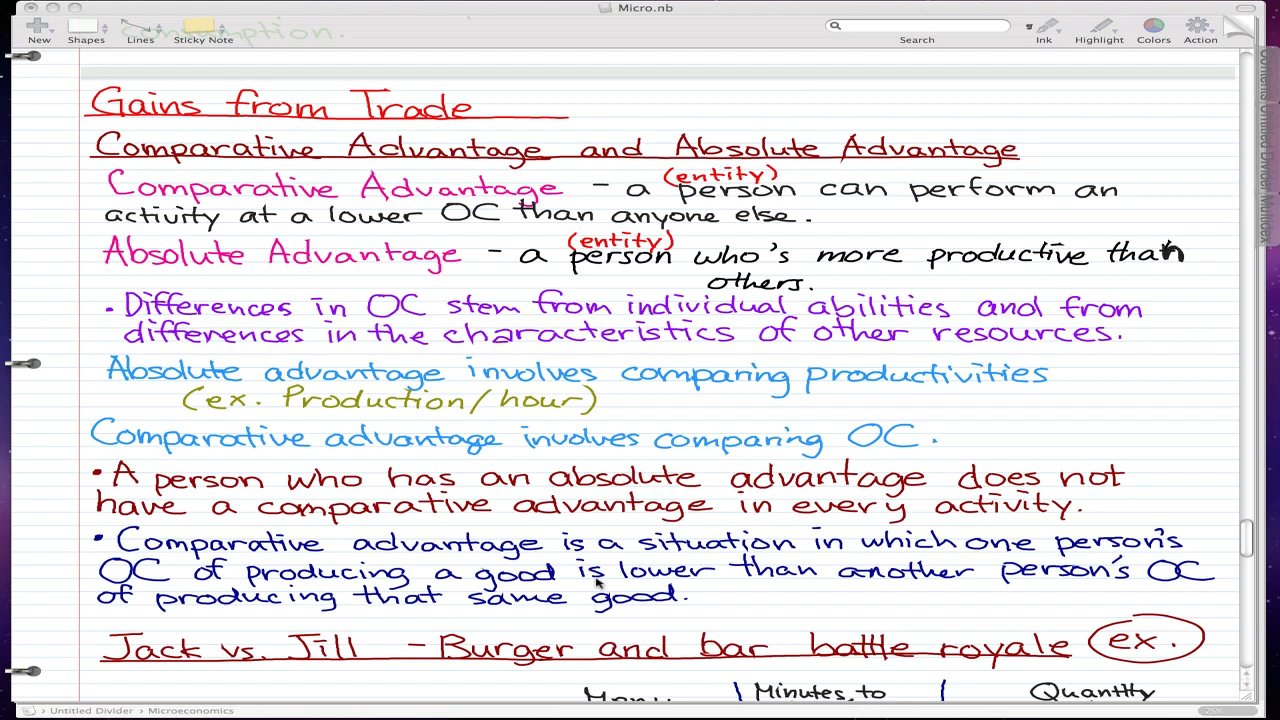 Micro.nb
New
Shapes
Lines
Sticky Note
Search
Ink
Highlight
Colors
Action
consumption.
Gains from Trade
Comparative Advantage and Absolute Advantage
(entity)
Comparative Advantage - a person can perform an
activity at a lower OC than anyone else.
(entity)
Absolute Advantage - a person who's more productive than
others.
• Differences in OC stem from individual abilities and from
differences in the characteristics of other resources.
Absolute advantage involves comparing productivities
(ex. Production/hour)
Comparative advantage involves comparing OC.
• A person who has an absolute advantage does not
have a comparative advantage in every activity.
• Comparative advantage is a situation in which one person's
OC of producing a good is lower than another person's OC
of producing that same good.
Jack vs. Jill - Burger and bar battle royale ex.
Minutes to
Quantity
Untitled Divider › Microeconomics